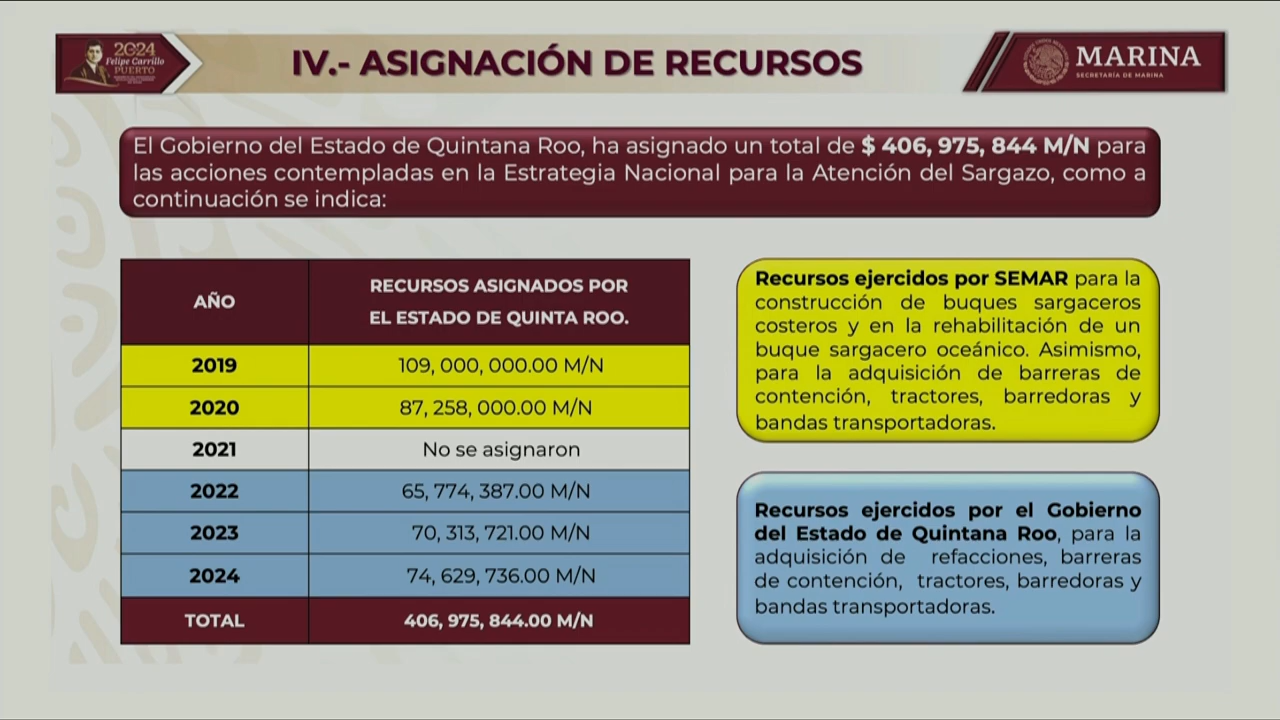 2024
Felipe Carrillo
PUERTO
IV.- ASIGNACIÓN DE RECURSOS
MARINA
SECRETARÍA DE MARINA
El Gobierno del Estado de Quintana Roo, ha asignado un total de $ 406, 975, 844 M/N para
las acciones contempladas en la Estrategia Nacional para la Atención del Sargazo, como a
continuación se indica:
AÑO
RECURSOS ASIGNADOS POR
EL ESTADO DE QUINTA ROO.
2019 109, 000, 000.00 M/N
2020 87, 258, 000.00 M/N
2021 No se asignaron
2022 65, 774, 387.00 M/N
2023 70, 313, 721.00 M/N
2024 74, 629, 736.00 M/N
TOTAL 406, 975, 844.00 M/N
Recursos ejercidos por SEMAR para la
construcción de buques sargaceros
costeros y en la rehabilitación de un
buque sargacero oceánico. Asimismo,
para la adquisición de barreras de
contención, tractores, barredoras y
bandas transportadoras.
Recursos ejercidos por el Gobierno
del Estado de Quintana Roo, para la
adquisición de refacciones, barreras
de contención, tractores, barredoras y
bandas transportadoras.